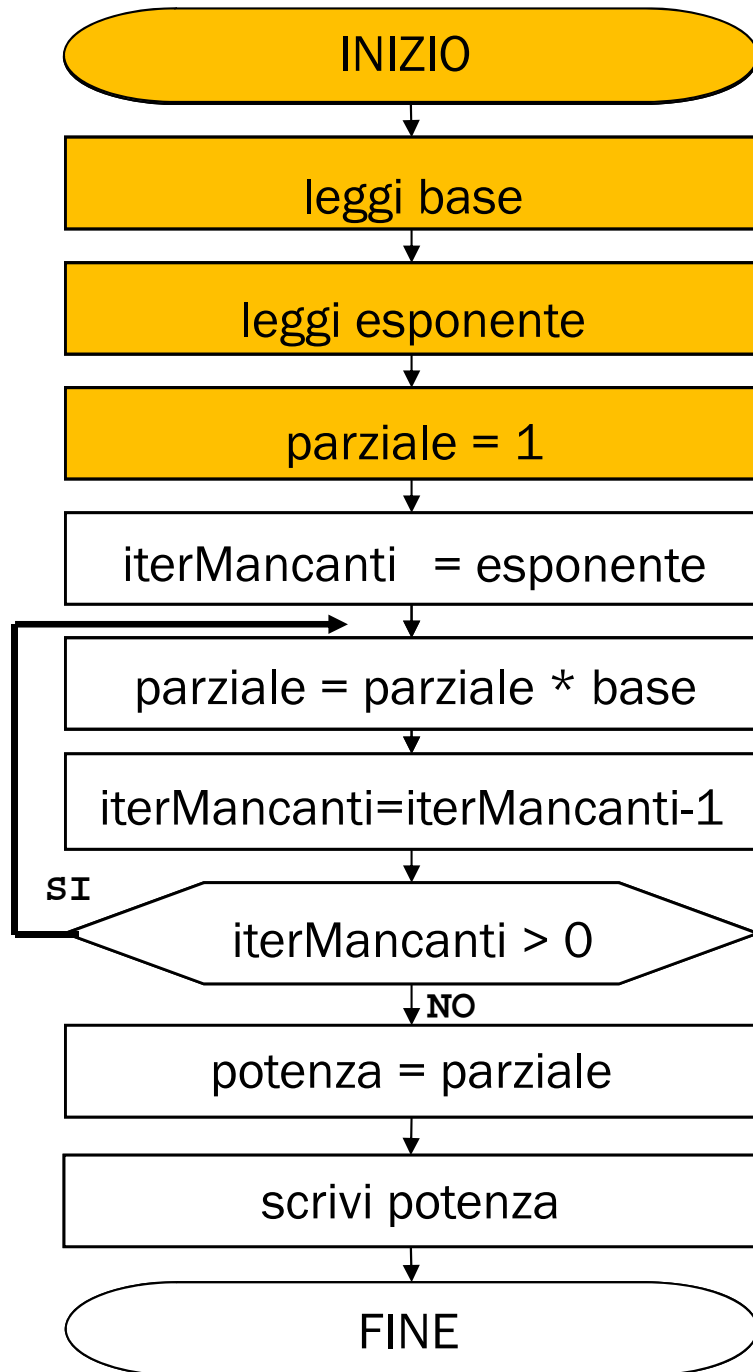 INIZIO
leggi base
leggi esponente
parziale = 1
iterMancanti = esponente
parziale = parziale * base
iterMancanti=iterMancanti-1
SI
iterMancanti > 0
NO
potenza = parziale
scrivi potenza
FINE